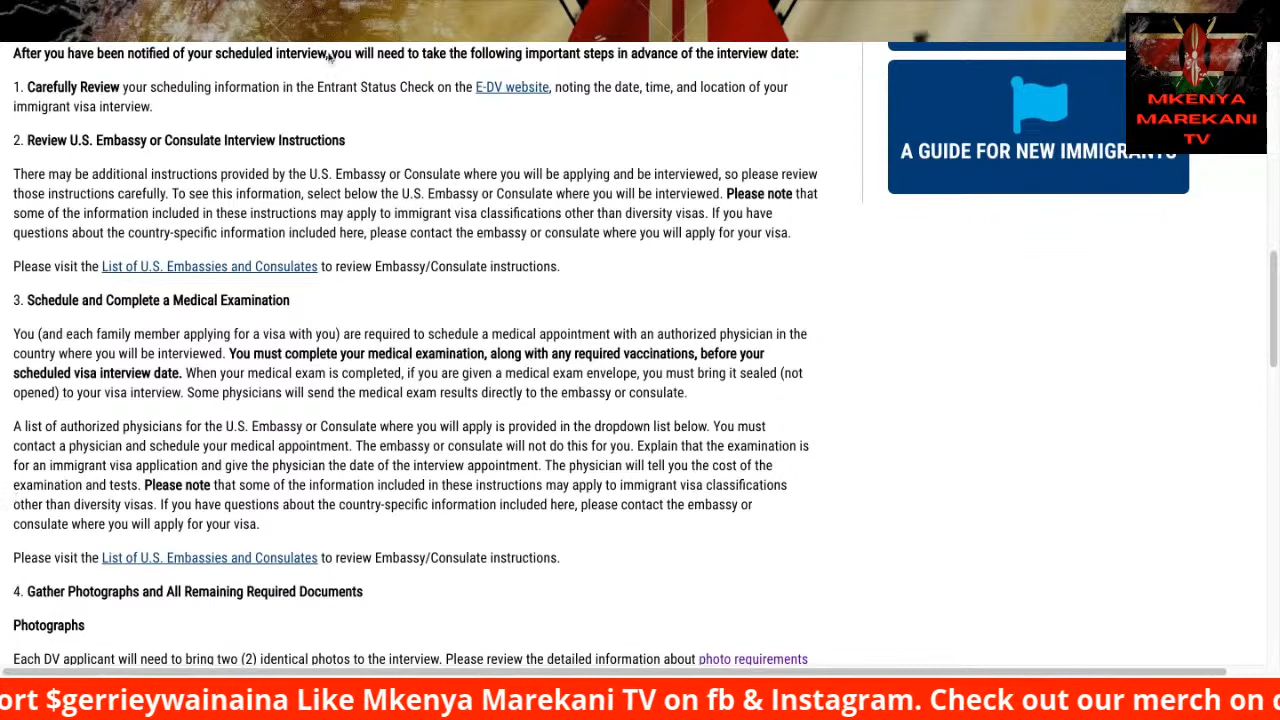 After you have been notified of your scheduled interview, you will need to take the following important steps in advance of the interview date:
1. Carefully Review your scheduling information in the Entrant Status Check on the E-DV website, noting the date, time, and location of your
immigrant visa interview.
2. Review U.S. Embassy or Consulate Interview Instructions
There may be additional instructions provided by the U.S. Embassy or Consulate where you will be applying and be interviewed, so please review
those instructions carefully. To see this information, select below the U.S. Embassy or Consulate where you will be interviewed. Please note that
some of the information included in these instructions may apply to immigrant visa classifications other than diversity visas. If you have
questions about the country-specific information included here, please contact the embassy or consulate where you will apply for your visa.
Please visit the List of U.S. Embassies and Consulates to review Embassy/Consulate instructions.
3. Schedule and Complete a Medical Examination
You (and each family member applying for a visa with you) are required to schedule a medical appointment with an authorized physician in the
country where you will be interviewed. You must complete your medical examination, along with any required vaccinations, before your
scheduled visa interview date. When your medical exam is completed, if you are given a medical exam envelope, you must bring it sealed (not
opened) to your visa interview. Some physicians will send the medical exam results directly to the embassy or consulate.
A list of authorized physicians for the U.S. Embassy or Consulate where you will apply is provided in the dropdown list below. You must
contact a physician and schedule your medical appointment. The embassy or consulate will not do this for you. Explain that the examination is
for an immigrant visa application and give the physician the date of the interview appointment. The physician will tell you the cost of the
examination and tests. Please note that some of the information included in these instructions may apply to immigrant visa classifications
other than diversity visas. If you have questions about the country-specific information included here, please contact the embassy or
consulate where you will apply for your visa.
Please visit the List of U.S. Embassies and Consulates to review Embassy/Consulate instructions.
4. Gather Photographs and All Remaining Required Documents
Photographs
Each DV applicant will need to bring two (2) identical photos to the interview. Please review the detailed information about photo requirements
A GUIDE FOR NEW IMMIGRANTS
MKENYA
MAREKANI
TV
ort $gerrieywainaina Like Mkenya Marekani TV on fb & Instagram. Check out our merch on